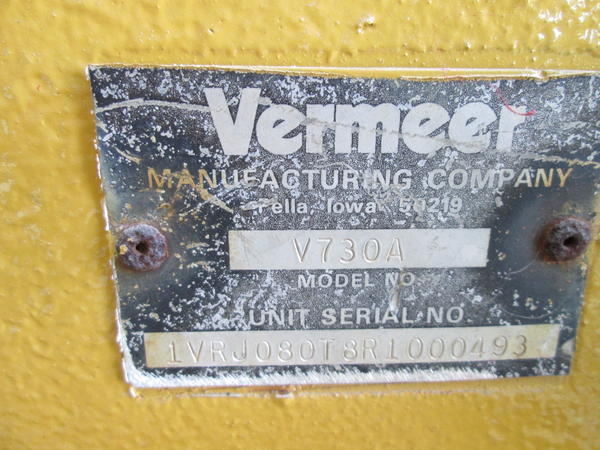 Vermeer
MANUFACTURING COMPANY
Pella, Iowa 50219
V730A
MODEL NO.
UNIT SERIAL NO.
1VRJ080T8R1000493